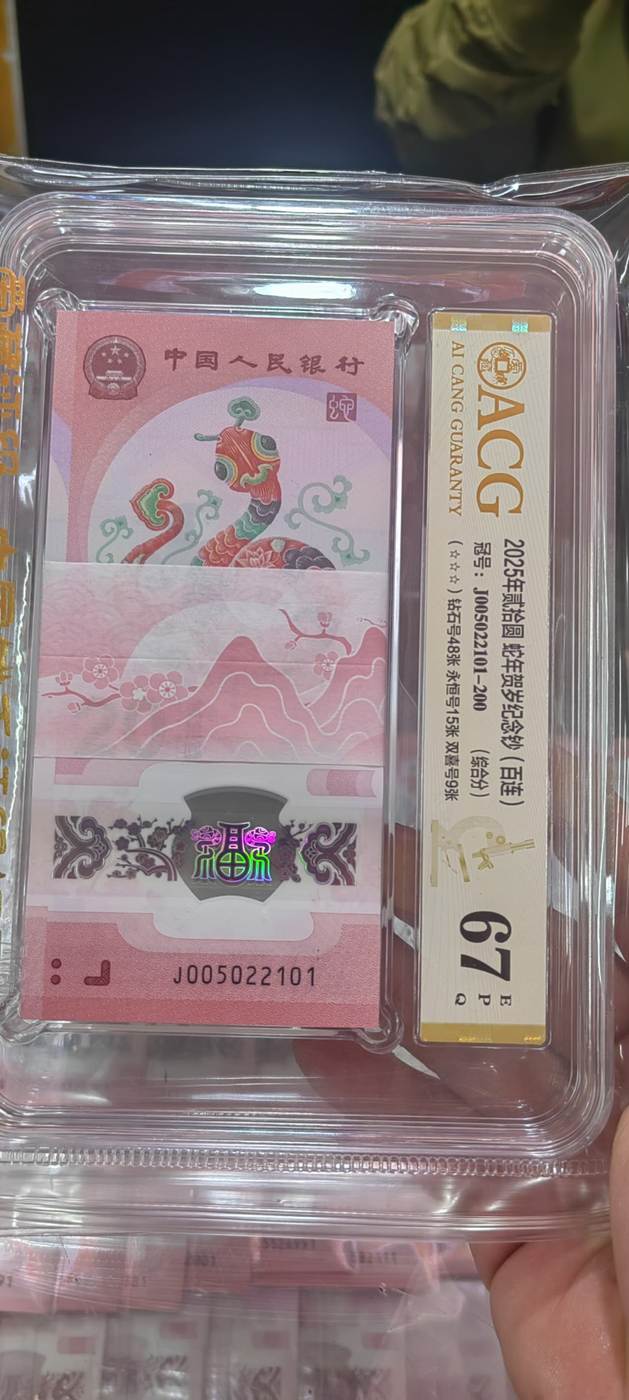 中国人民银行
蛇
福
J005022101
ACG
AI CANG GUARANTY
2025年贰拾圆 蛇年贺岁纪念钞（百连）
冠号：J005022101-200 （综合分）
（☆☆☆）钻石号48张 永恒号15张 双喜号9张
67
E
P
Q